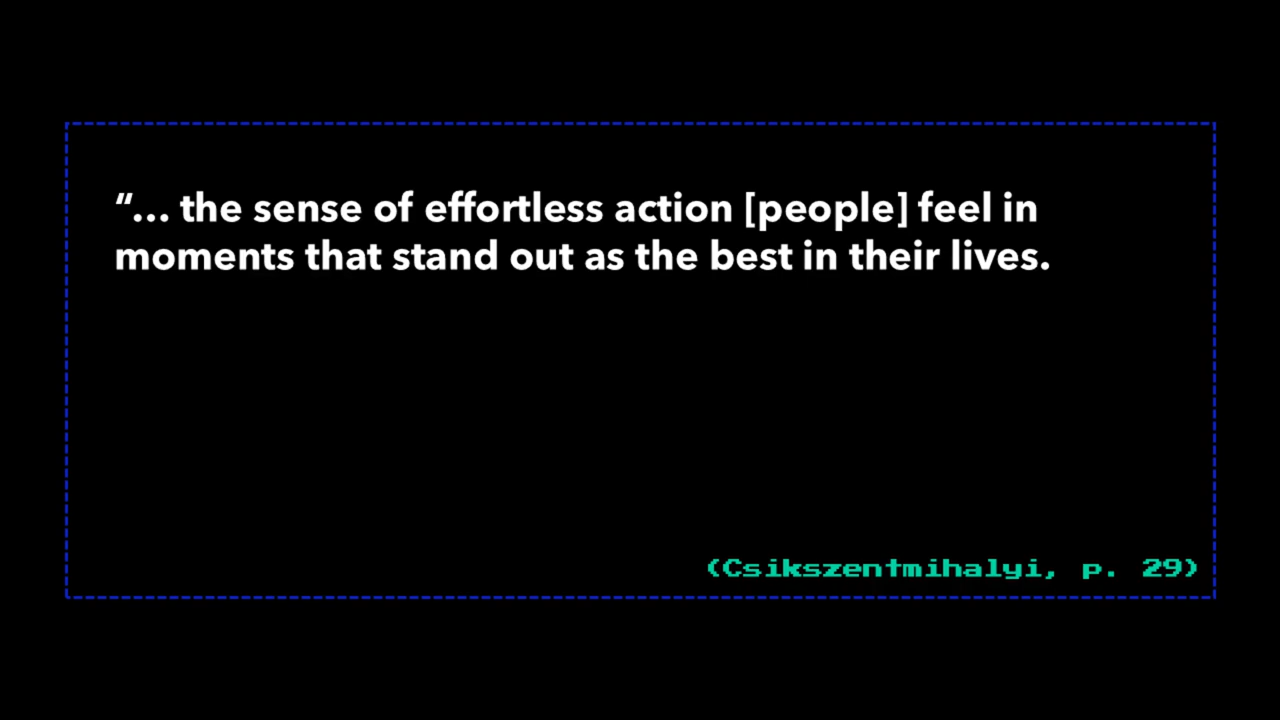 “… the sense of effortless action [people] feel in
moments that stand out as the best in their lives.
(Csikszentmihalyi, p. 29)